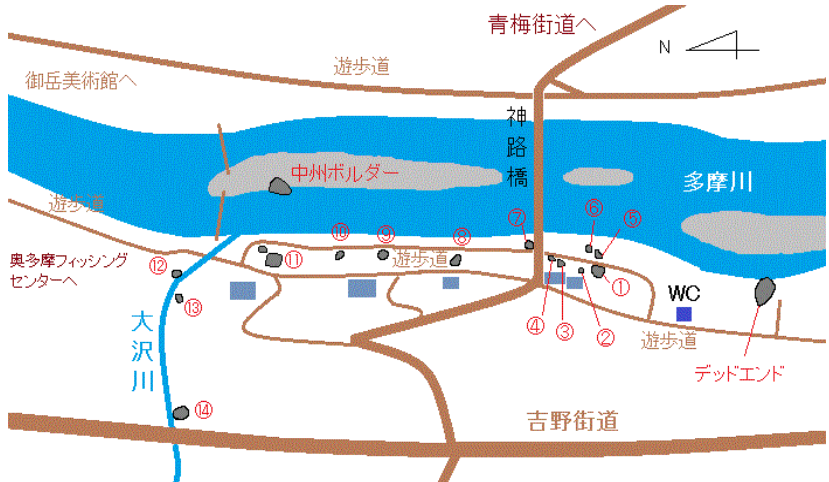 青梅街道へ
N
遊歩道
御岳美術館へ
神路橋
中州ボルダー
多摩川
遊歩道
⑦
⑥
⑤
奥多摩フィッシング
センターへ
⑫
⑪
⑩
⑨
遊歩道
⑧
①
④
③
②
WC
⑬
大沢川
遊歩道
デッドエンド
⑭
吉野街道